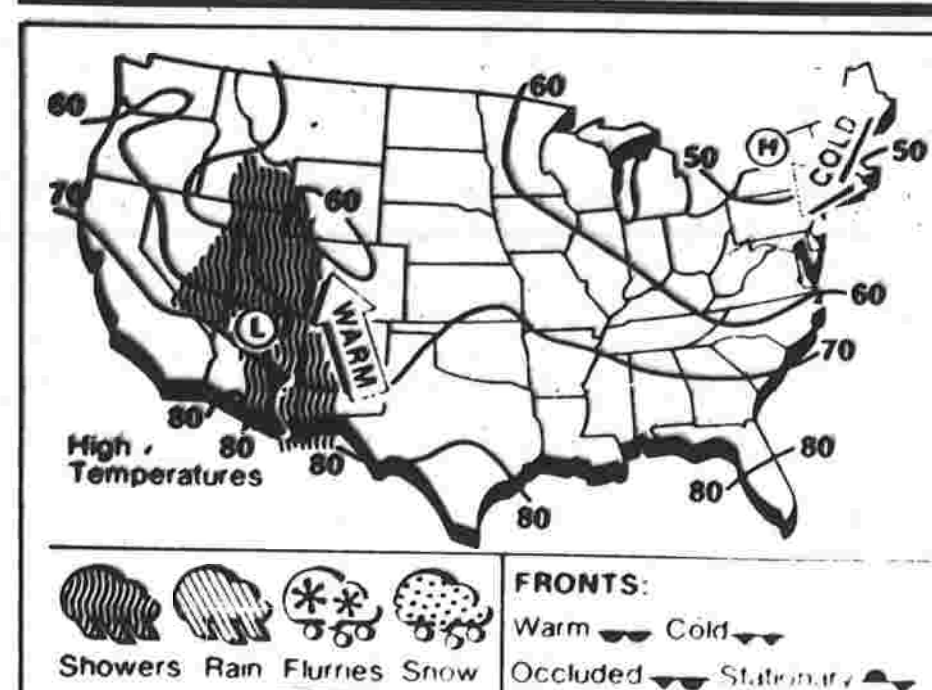 60
60
H
COLD
50
50
70
60
L
WARM
60
70
80
80
80
80
80
80
High
Temperatures
FRONTS:
Showers Rain Flurries Snow
Warm Cold
Occluded Stationary